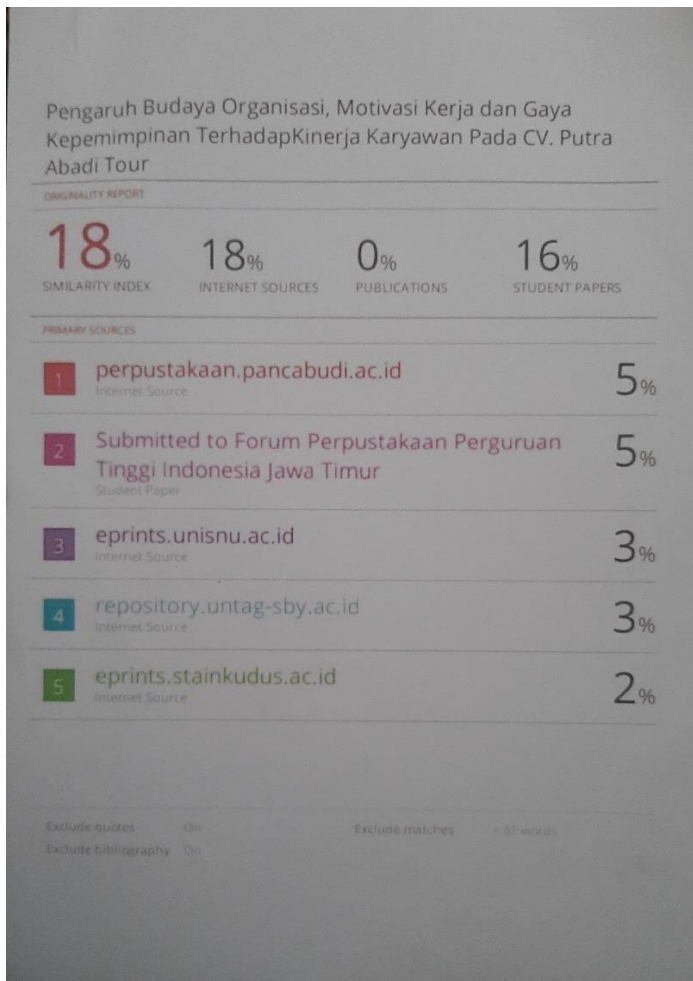 Pengaruh Budaya Organisasi, Motivasi Kerja dan Gaya
Kepemimpinan TerhadapKinerja Karyawan Pada CV. Putra
Abadi Tour
ORIGINALITY REPORT
18% 18% 0% 16%
SIMILARITY INDEX INTERNET SOURCES PUBLICATIONS STUDENT PAPERS
PRIMARY SOURCES
1 perpustakaan.pancabudi.ac.id 5%
Internet Source
2 Submitted to Forum Perpustakaan Perguruan 5%
Tinggi Indonesia Jawa Timur
Student Paper
3 eprints.unisnu.ac.id 3%
Internet Source
4 repository.untag-sby.ac.id 3%
Internet Source
5 eprints.stainkudus.ac.id 2%
Internet Source
Exclude quotes On Exclude matches words
Exclude bibliography On